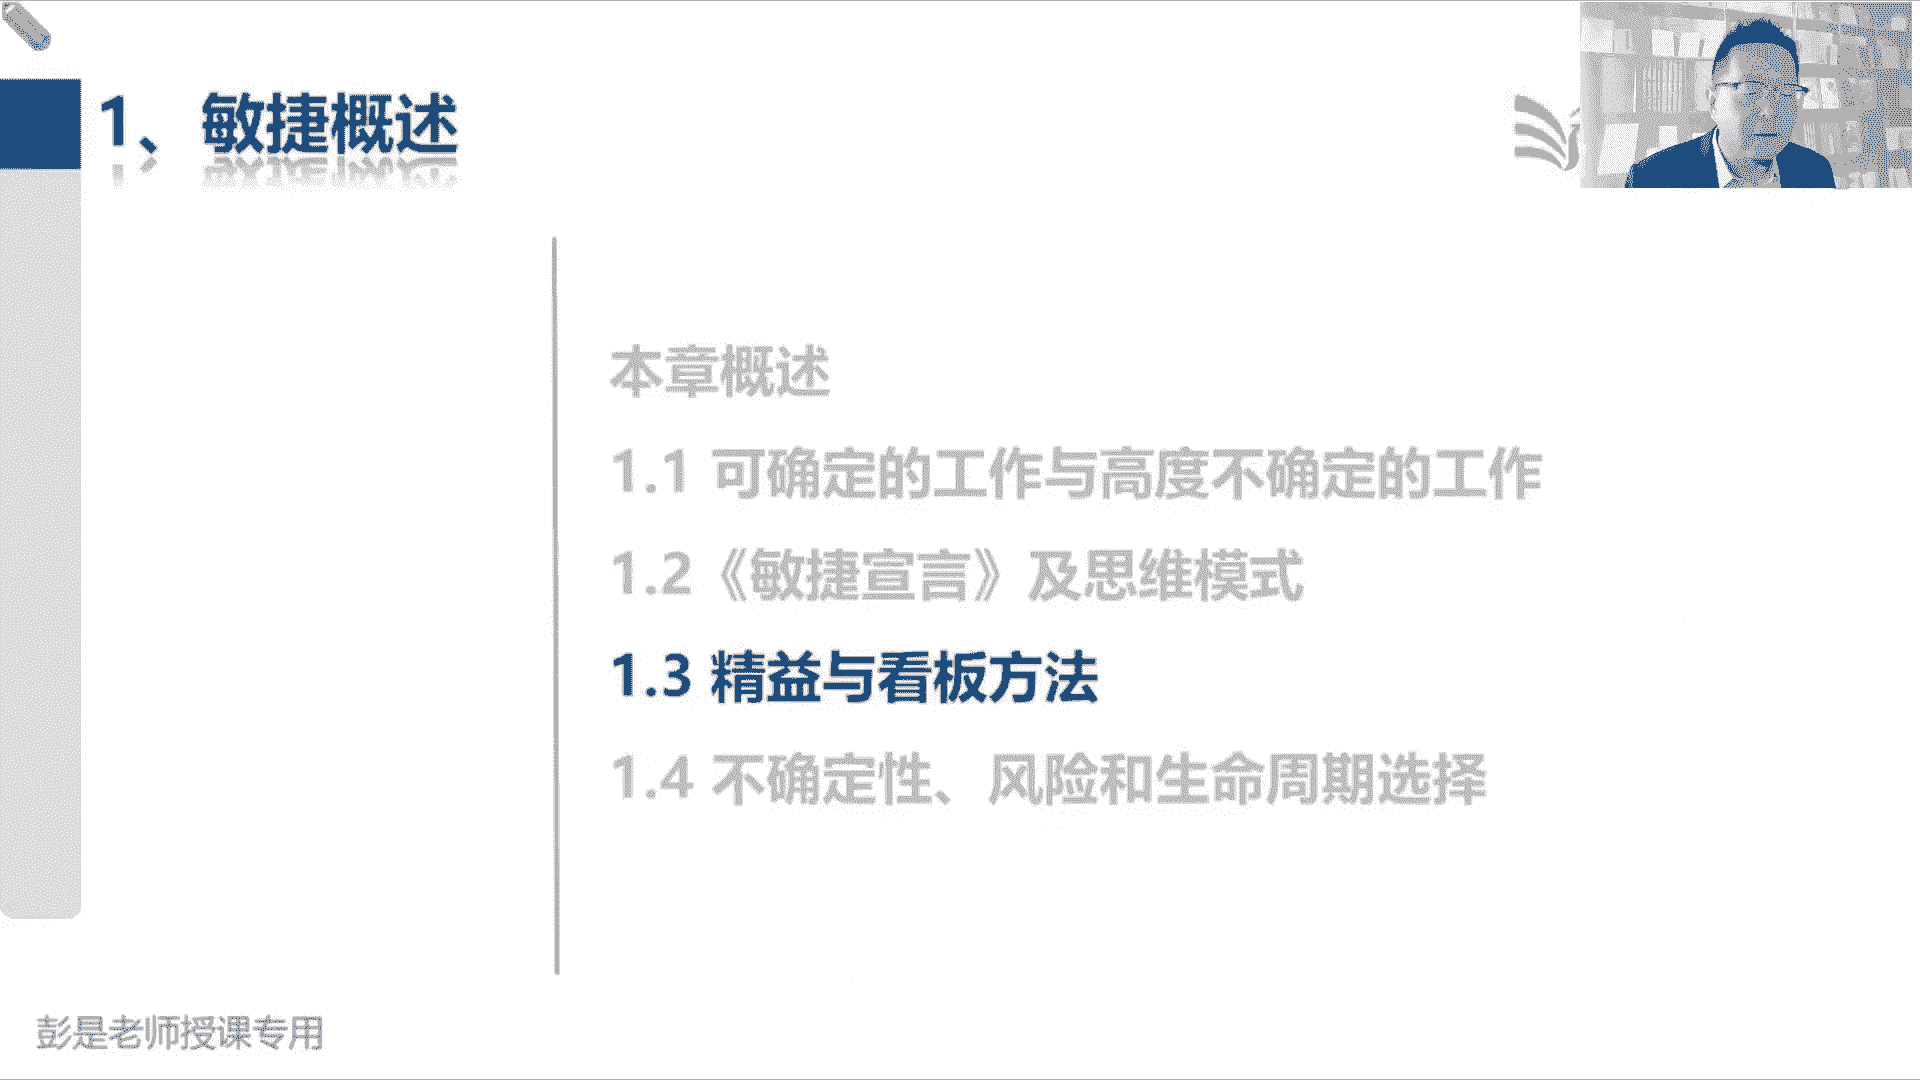 1、敏捷概述
本章概述
1.1 可确定的工作与高度不确定的工作
1.2《敏捷宣言》及思维模式
1.3 精益与看板方法
1.4 不确定性、风险和生命周期选择
彭是老师授课专用